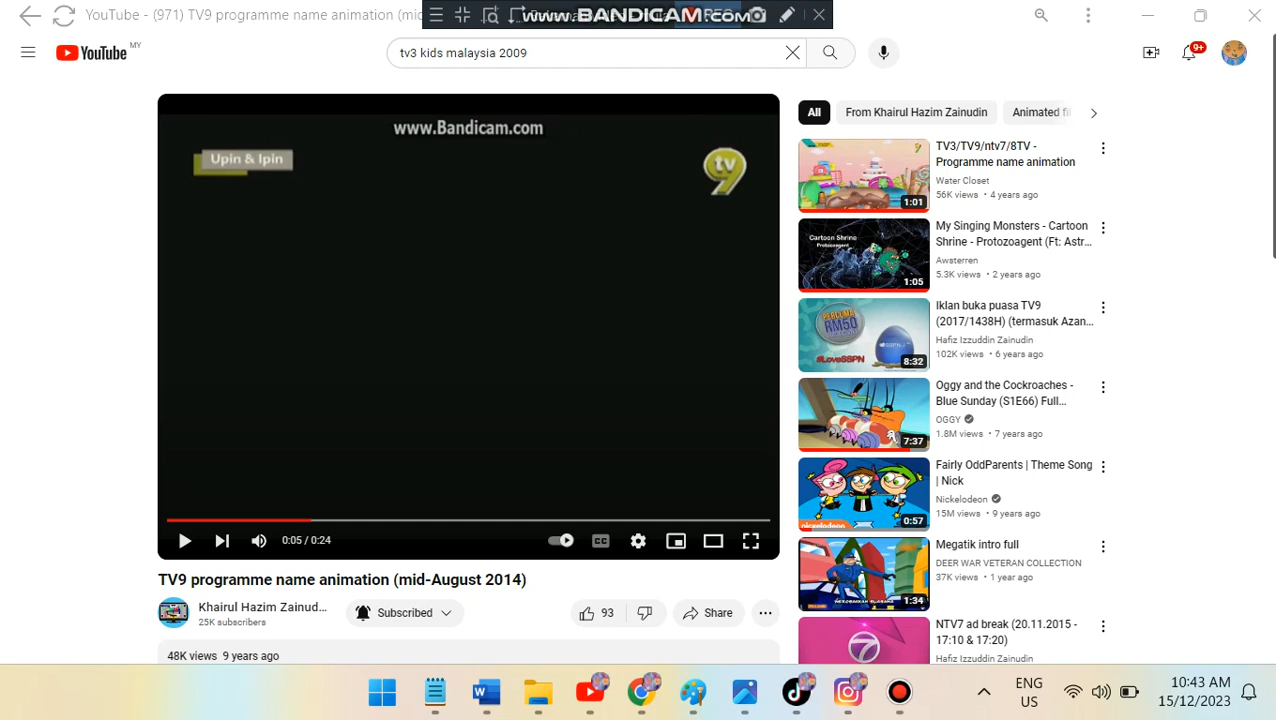 YouTube - (971) TV9 programme name animation (mid
www.BANDICAM.com
YouTube MY
tv3 kids malaysia 2009
9+
www.Bandicam.com
Upin & Ipin
tv9
0:05 / 0:24
CC
TV9 programme name animation (mid-August 2014)
Khairul Hazim Zainud...
25K subscribers
Subscribed
93
Share
48K views 9 years ago
All
From Khairul Hazim Zainudin
Animated fi
1:01
TV3/TV9/ntv7/8TV -
Programme name animation
Water Closet
56K views • 4 years ago
Cartoon Shrine
Protozoagent
1:05
My Singing Monsters - Cartoon
Shrine - Protozoagent (Ft: Astr...
Awsterren
5.3K views • 2 years ago
PERCUMA
RM50
#LoveSSPN
8:32
Iklan buka puasa TV9
(2017/1438H) (termasuk Azan...
Hafiz Izzuddin Zainudin
102K views • 6 years ago
7:37
Oggy and the Cockroaches -
Blue Sunday (S1E66) Full...
OGGY
1.8M views • 7 years ago
nickelodeon
0:57
Fairly OddParents | Theme Song
| Nick
Nickelodeon
15M views • 9 years ago
1:34
Megatik intro full
DEER WAR VETERAN COLLECTION
37K views • 1 year ago
7
NTV7 ad break (20.11.2015 -
17:10 & 17:20)
Hafiz Izzuddin Zainudin
ENG
US
10:43 AM
15/12/2023